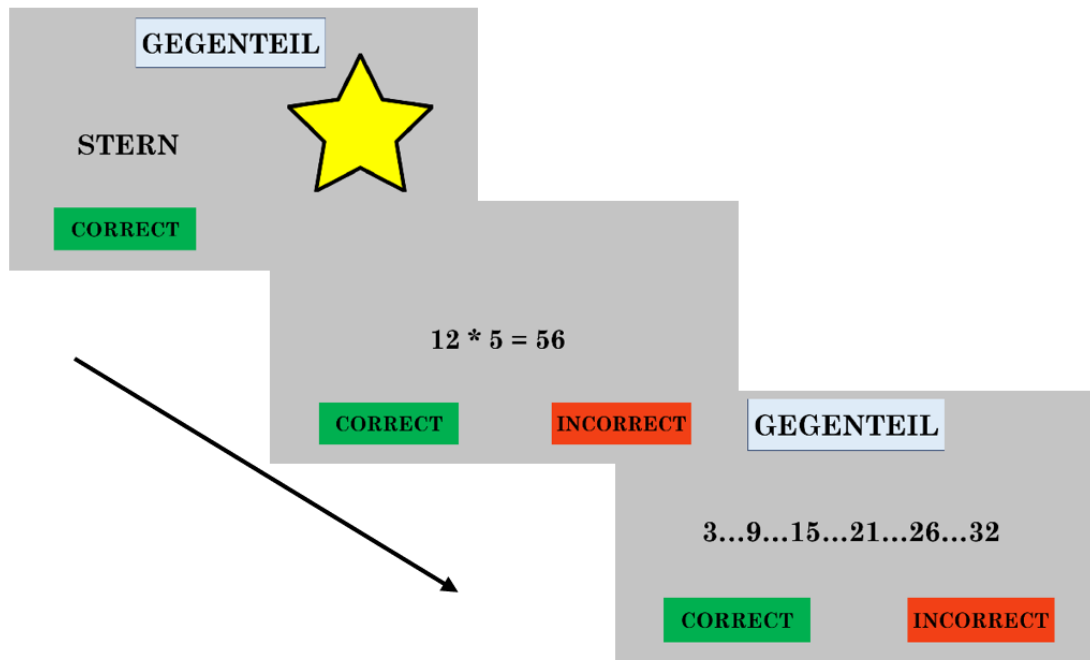 GEGENTEIL
STERN
CORRECT
12 * 5 = 56
CORRECT
INCORRECT
GEGENTEIL
3...9...15...21...26...32
CORRECT
INCORRECT